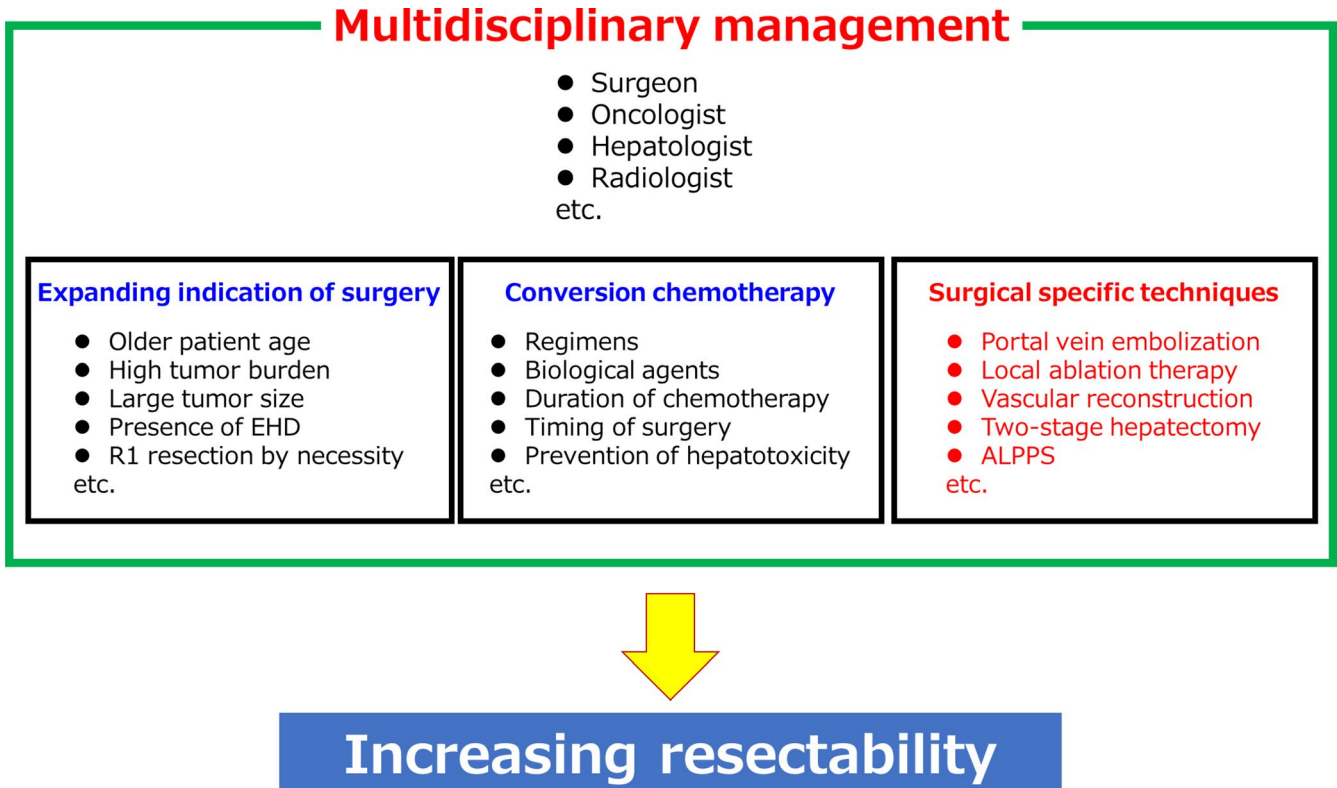 Multidisciplinary management
● Surgeon
● Oncologist
● Hepatologist
● Radiologist
etc.
Expanding indication of surgery
● Older patient age
● High tumor burden
● Large tumor size
● Presence of EHD
● R1 resection by necessity
etc.
Conversion chemotherapy
● Regimens
● Biological agents
● Duration of chemotherapy
● Timing of surgery
● Prevention of hepatotoxicity
etc.
Surgical specific techniques
● Portal vein embolization
● Local ablation therapy
● Vascular reconstruction
● Two-stage hepatectomy
● ALPPS
etc.
Increasing resectability